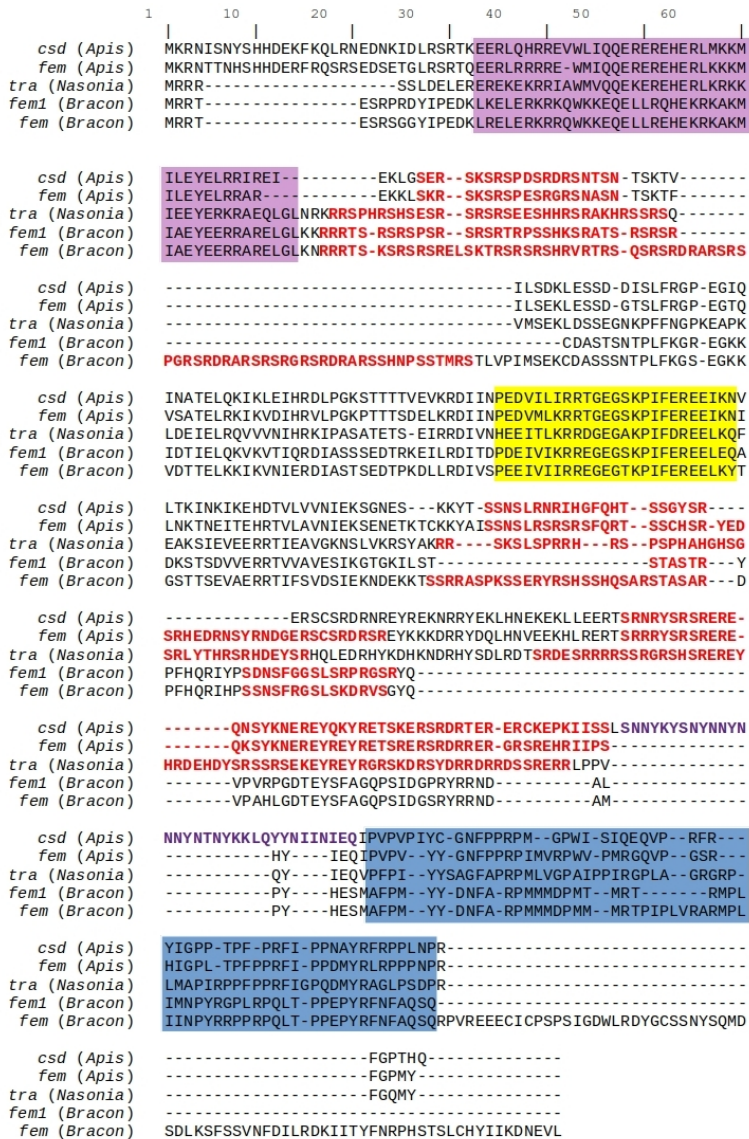 1 10 20 30 40 50 60
csd (Apis) MKRNISNYSHHDEKFKQLRNEDNKIDLRSRTKEERLQHRREVWLIQQEREREHERLMKKM
fem (Apis) MKRNTTNHSHHDERFRQSRSEDSETGLRSRTQEERLRRRRE-WMIQQEREREHERLKKKM
tra (Nasonia) MRRR--------------------SSLDELEREREKEKRRIAWMVQQEKEREHERLKRKK
fem1 (Bracon) MRRT----------------ESRPRDYIPEDKLKELERKRKQWKKEQELLRQHEKRKAKM
fem (Bracon) MRRT----------------ESRSGGYIPEDKLRELERKRRQWKKEQELLREHEKRKAKM
csd (Apis) ILEYELRRIREI---------EKLGSER--SKSRSPDSRDRSNTSN-TSKTV-------
fem (Apis) ILEYELRRAR-----------EKKLSKR--SKSRSPESRGRSNASN-TSKTF-------
tra (Nasonia) IEEYERKRAEQLGLNRKRRSPHRSHSESR--SRSRSEESHHRSRAKHRSSRSQ-------
fem1 (Bracon) IAEYEERRARELGLKKRRRTS-RSRSPSR--SRSRTRPSSHKSRATS-RSRSR-------
fem (Bracon) IAEYEERRARELGLKNRRRTS-KSRSRSRSRELSKTRSRSRSHRVRTRS-QSRSRDRARSRS
csd (Apis) ------------------------------------ILSDKLESSD-DISLFRGP-EGIQ
fem (Apis) ------------------------------------ILSEKLESSD-GTSLFRGP-EGTQ
tra (Nasonia) ------------------------------------VMSEKLDSSEGNKPFFNGPKEAPK
fem1 (Bracon) -----------------------------------------CDASTSNTPLFKGR-EGKK
fem (Bracon) PGRSRDRARSRSRGRSRDRARSSHNPSSTMRSTLVPIMSEKCDASSSNTPLFKGS-EGKK
csd (Apis) INATELQKIKLEIHRDLPGKSTTTTVEVKRDIINPEDVILIRRTGEGSKPIFEREEIKNV
fem (Apis) VSATELRKIKVDIHRVLPGKPTTTSDELKRDIINPEDVMLKRRTGEGSKPIFEREEIKNI
tra (Nasonia) LDEIELRQVVVNIHRKIPASATETS-EIRRDIVNHEEITLKRRDGEGAKPIFDREELKQF
fem1 (Bracon) IDTIELQKVKVTIQRDIASSSEDTRKEILRDITDPDEIVIKRREGEGSKPIFEREELEQA
fem (Bracon) VDTTELKKIKVNIERDIASTSEDTPKDLLRDIVSPEEIVIIRREGEGTKPIFEREELKYT
csd (Apis) LTKINKIKEHDTVLVVNIEKSGNES---KKYT-SSNSLRNRIHGFQHT--SSGYSR----
fem (Apis) LNKTNEITEHRTVLAVNIEKSENETKTCKKYAISSNSLRSRSRSFQRT--SSCHSR-YED
tra (Nasonia) EAKSIEVEERRTIEAVGKNSLVKRSYAKRR----SKSLSPRRH---RS--PSPHAHGHSG
fem1 (Bracon) DKSTSDVVERRTVVAVESIKGTGKILST----------------------STASTR---Y
fem (Bracon) GSTTSEVAERRTIFSVDSIEKNDEKKTSSRRASPKSSERYRSHSSHQSARSTASAR---D
csd (Apis) -------------ERSCSRDRNREYREKNRRYEKLHNEKEKLLEERTSRNRYSRSRERE-
fem (Apis) SRHEDRNSYRNDGERSCSRDRSREYKKKDRRYDQLHNVEEKHLRERTSRRRYSRSRERE-
tra (Nasonia) SRLYTHRSRHDEYSRHQLEDRHYKDHKNDRHYSDLRDTSRDESRRRRSSRGRSHSREREY
fem1 (Bracon) PFHQRIYPSDNSFGGSLSRPRGSRYQ----------------------------------
fem (Bracon) PFHQRIHPSSNSFRGSLSKDRVSGYQ----------------------------------
csd (Apis) -------QNSYKNEREYQKYRETSKERSRDRTER-ERCKEPKIISSLSNNYKYSNYNNYN
fem (Apis) -------QKSYKNEREYREYRETSRERSRDRRER-GRSREHRIIPS--------------
tra (Nasonia) HRDEHDYSRSSRSEKEYREYRGRSKDRSYDRRDRRDSSRERRLPPV--------------
fem1 (Bracon) -------VPVRPGDTEYSFAGQPSIDGPRYRRND----------AL--------------
fem (Bracon) -------VPAHLGDTEYSFAGQPSIDGSRYRRND----------AM--------------
csd (Apis) NNYNTNYKKLQYYNIINIEQIPVPVPIYC-GNFPPRPM--GPWI-SIQEQVP--RFR---
fem (Apis) -----------HY----IEQIPVPV--YY-GNFPPRPIMVRPWV-PMRGQVP--GSR---
tra (Nasonia) -----------QY----IEQVPFPI--YYSAGFAPRPMLVGPAIPPIRGPLA--GRGRP-
fem1 (Bracon) -----------PY----HESMAFPM--YY-DNFA-RPMMMDPMT--MRT------RMPL
fem (Bracon) -----------PY----HESMAFPM--YY-DNFA-RPMMMDPMM--MRTPIPLVRARMPL
csd (Apis) YIGPP-TPF-PRFI-PPNAYRFRPPLNPR-------------------------------
fem (Apis) HIGPL-TPFPPRFI-PPDMYRLRPPPNPR-------------------------------
tra (Nasonia) LMAPIRPPFPPRFIGPQDMYRAGLPSDPR-------------------------------
fem1 (Bracon) IMNPYRGPLRPQLT-PPEPYRFNFAQSQ--------------------------------
fem (Bracon) IINPYRRPPRPQLT-PPEPYRFNFAQSQRPVREEECICPSPSIGDWLRDYGCSSNYSQMD
csd (Apis) ---------------------FGPTHQ--------------
fem (Apis) ---------------------FGPMY---------------
tra (Nasonia) ---------------------FGQMY---------------
fem1 (Bracon) -----------------------------------------
fem (Bracon) SDLKSFSSVNFDILRDKIITYFNRPHSTSLCHYIIKDNEVL